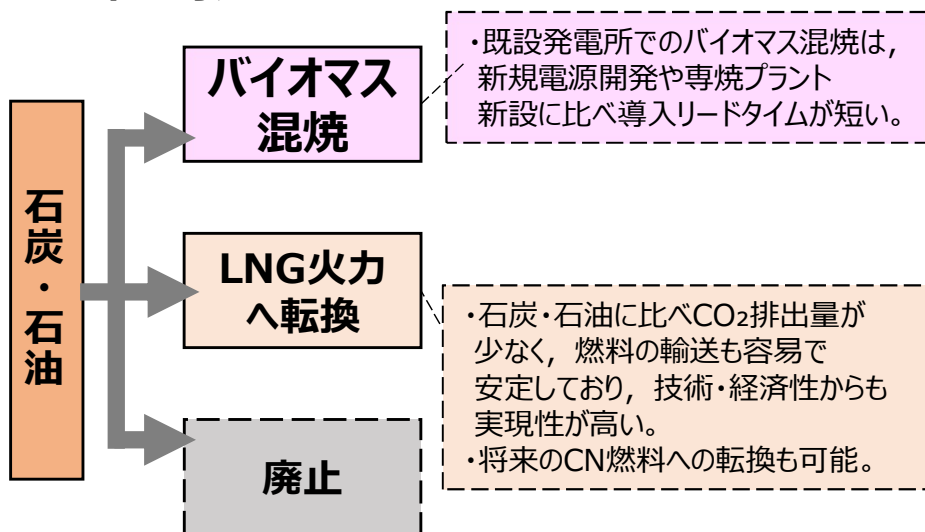 石炭・石油
バイオマス
混焼
・既設発電所でのバイオマス混焼は,
新規電源開発や専焼プラント
新設に比べ導入リードタイムが短い。
LNG火力
へ転換
・石炭・石油に比べCO₂排出量が
少なく, 燃料の輸送も容易で
安定しており, 技術・経済性からも
実現性が高い。
・将来のCN燃料への転換も可能。
廃止